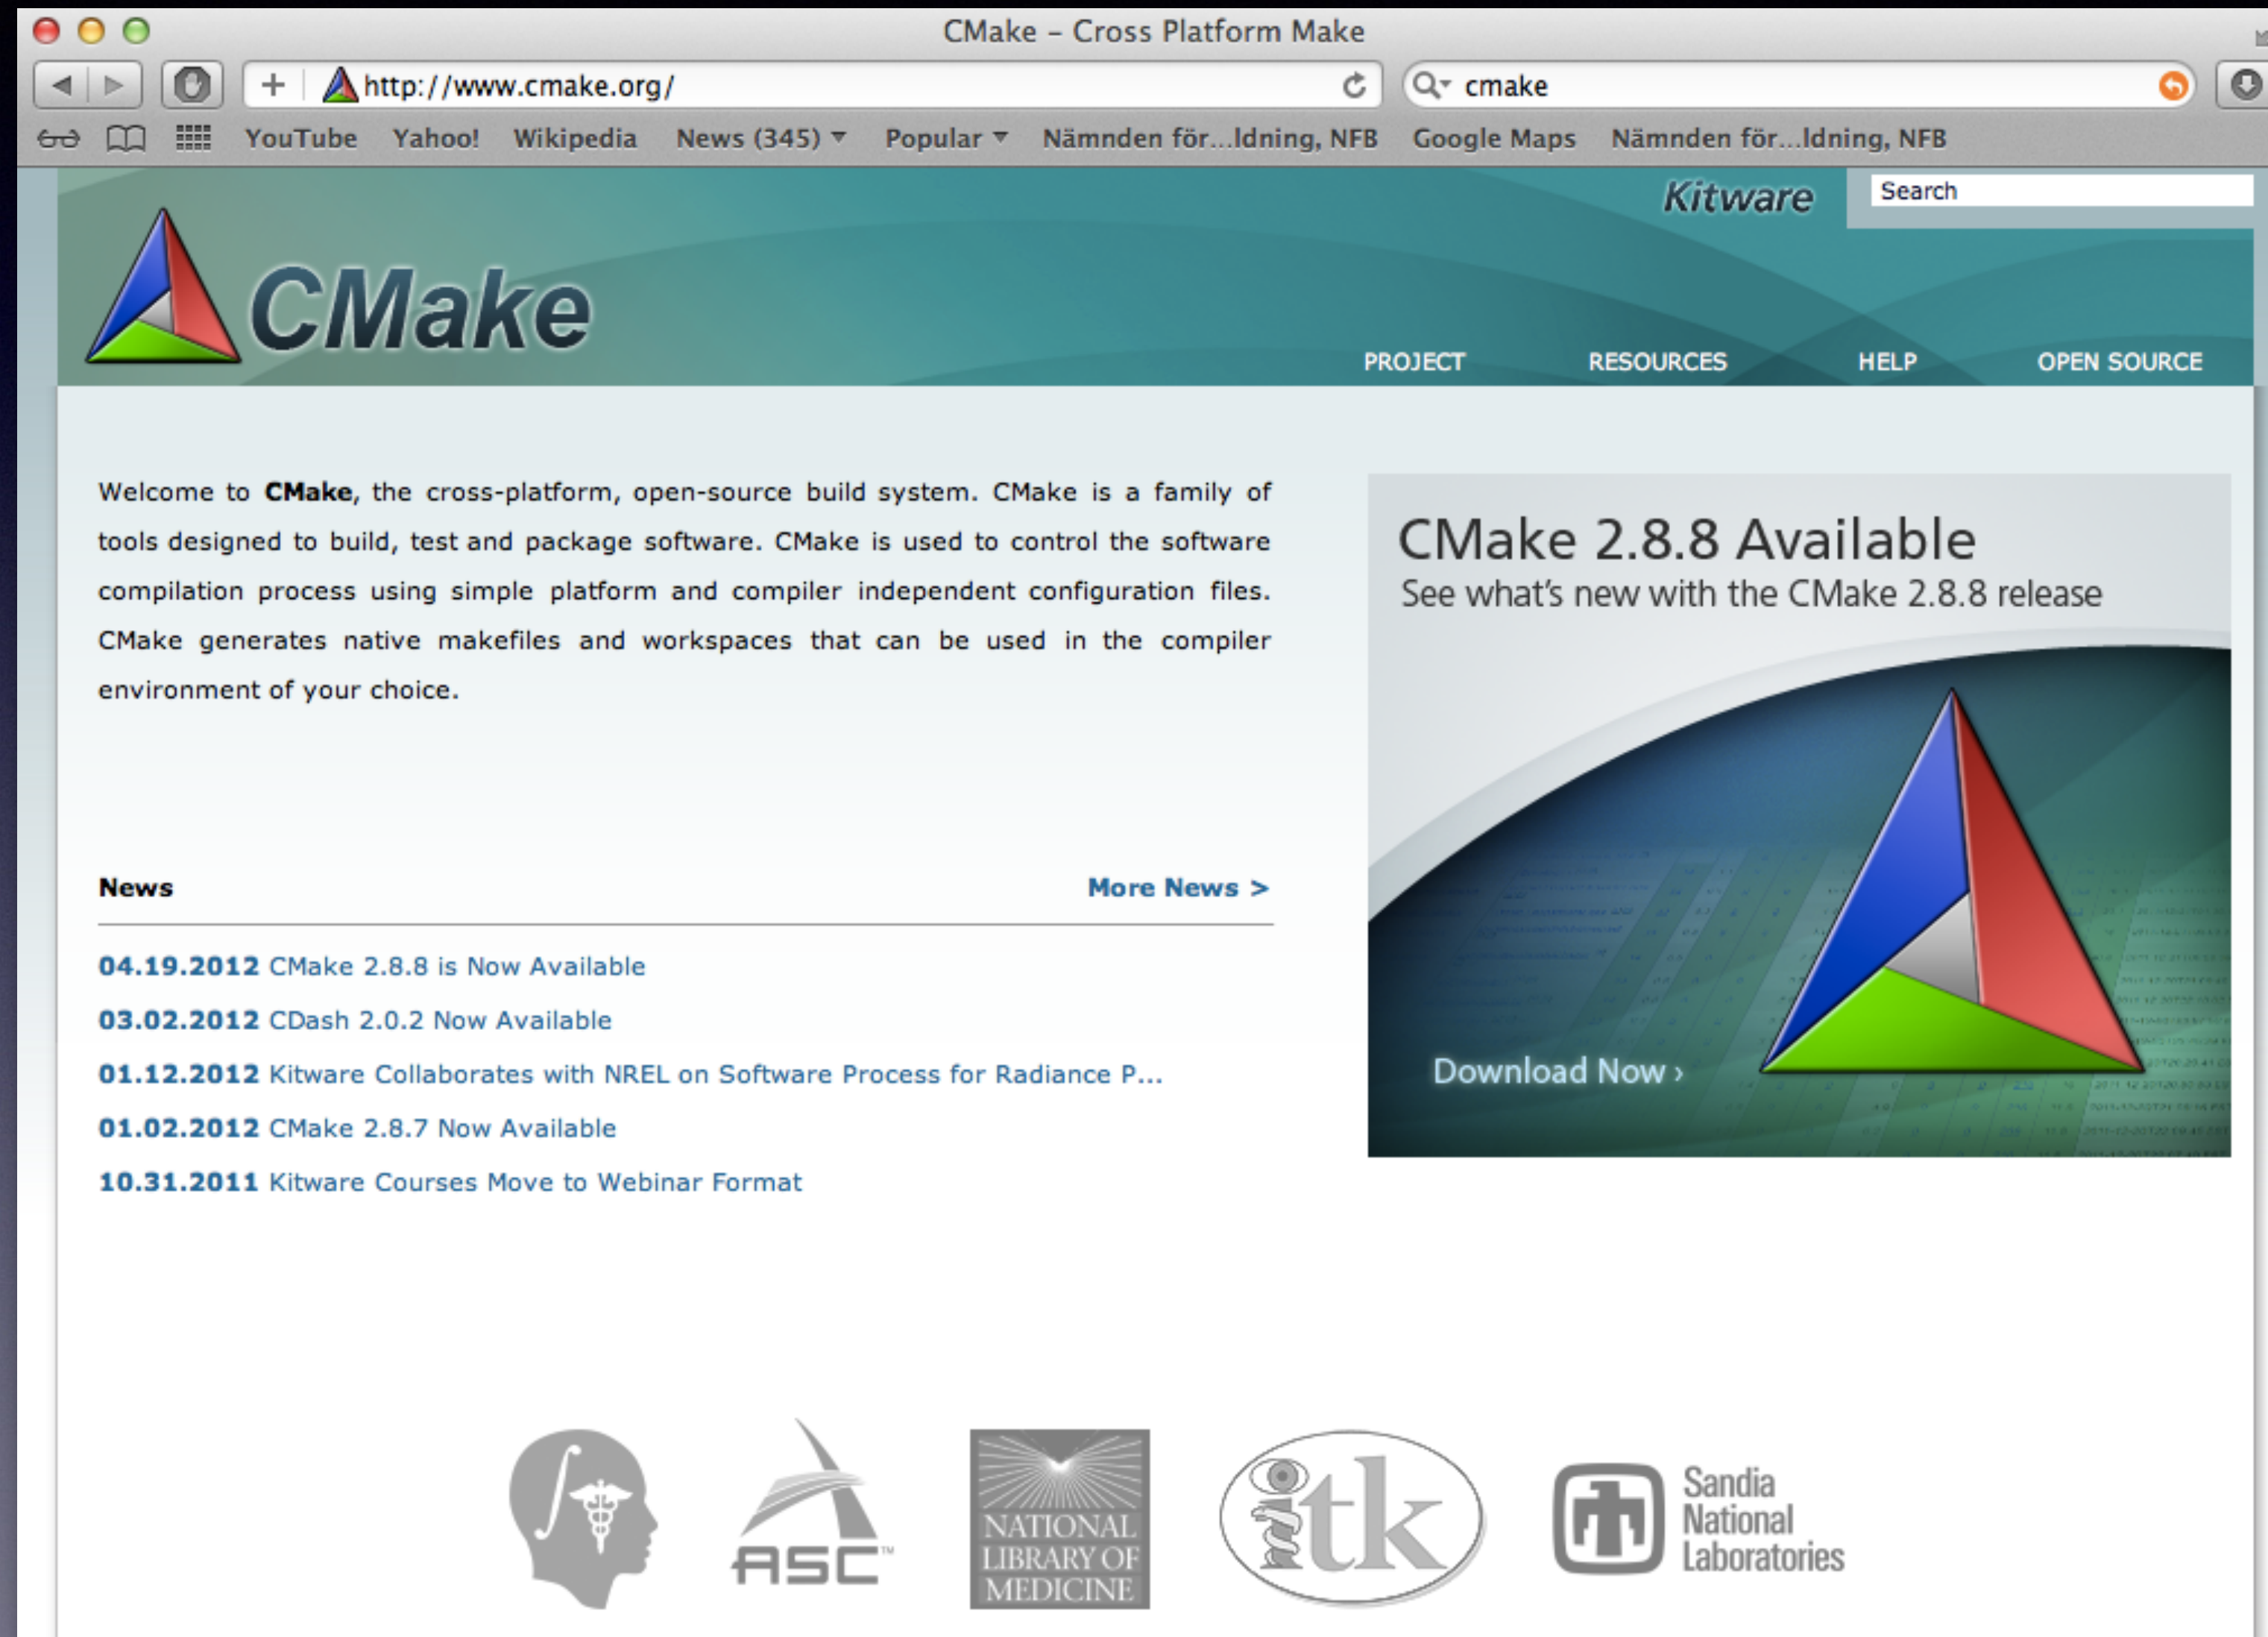 CMake – Cross Platform Make
http://www.cmake.org/
cmake
YouTube Yahoo! Wikipedia News (345) Popular Nämnden för...ldning, NFB Google Maps Nämnden för...ldning, NFB
Kitware
Search
CMake
PROJECT RESOURCES HELP OPEN SOURCE
Welcome to CMake, the cross-platform, open-source build system. CMake is a family of
tools designed to build, test and package software. CMake is used to control the software
compilation process using simple platform and compiler independent configuration files.
CMake generates native makefiles and workspaces that can be used in the compiler
environment of your choice.
CMake 2.8.8 Available
See what's new with the CMake 2.8.8 release
Download Now ›
News
More News >
04.19.2012 CMake 2.8.8 is Now Available
03.02.2012 CDash 2.0.2 Now Available
01.12.2012 Kitware Collaborates with NREL on Software Process for Radiance P...
01.02.2012 CMake 2.8.7 Now Available
10.31.2011 Kitware Courses Move to Webinar Format
ASC™
NATIONAL
LIBRARY OF
MEDICINE
itk
Sandia
National
Laboratories